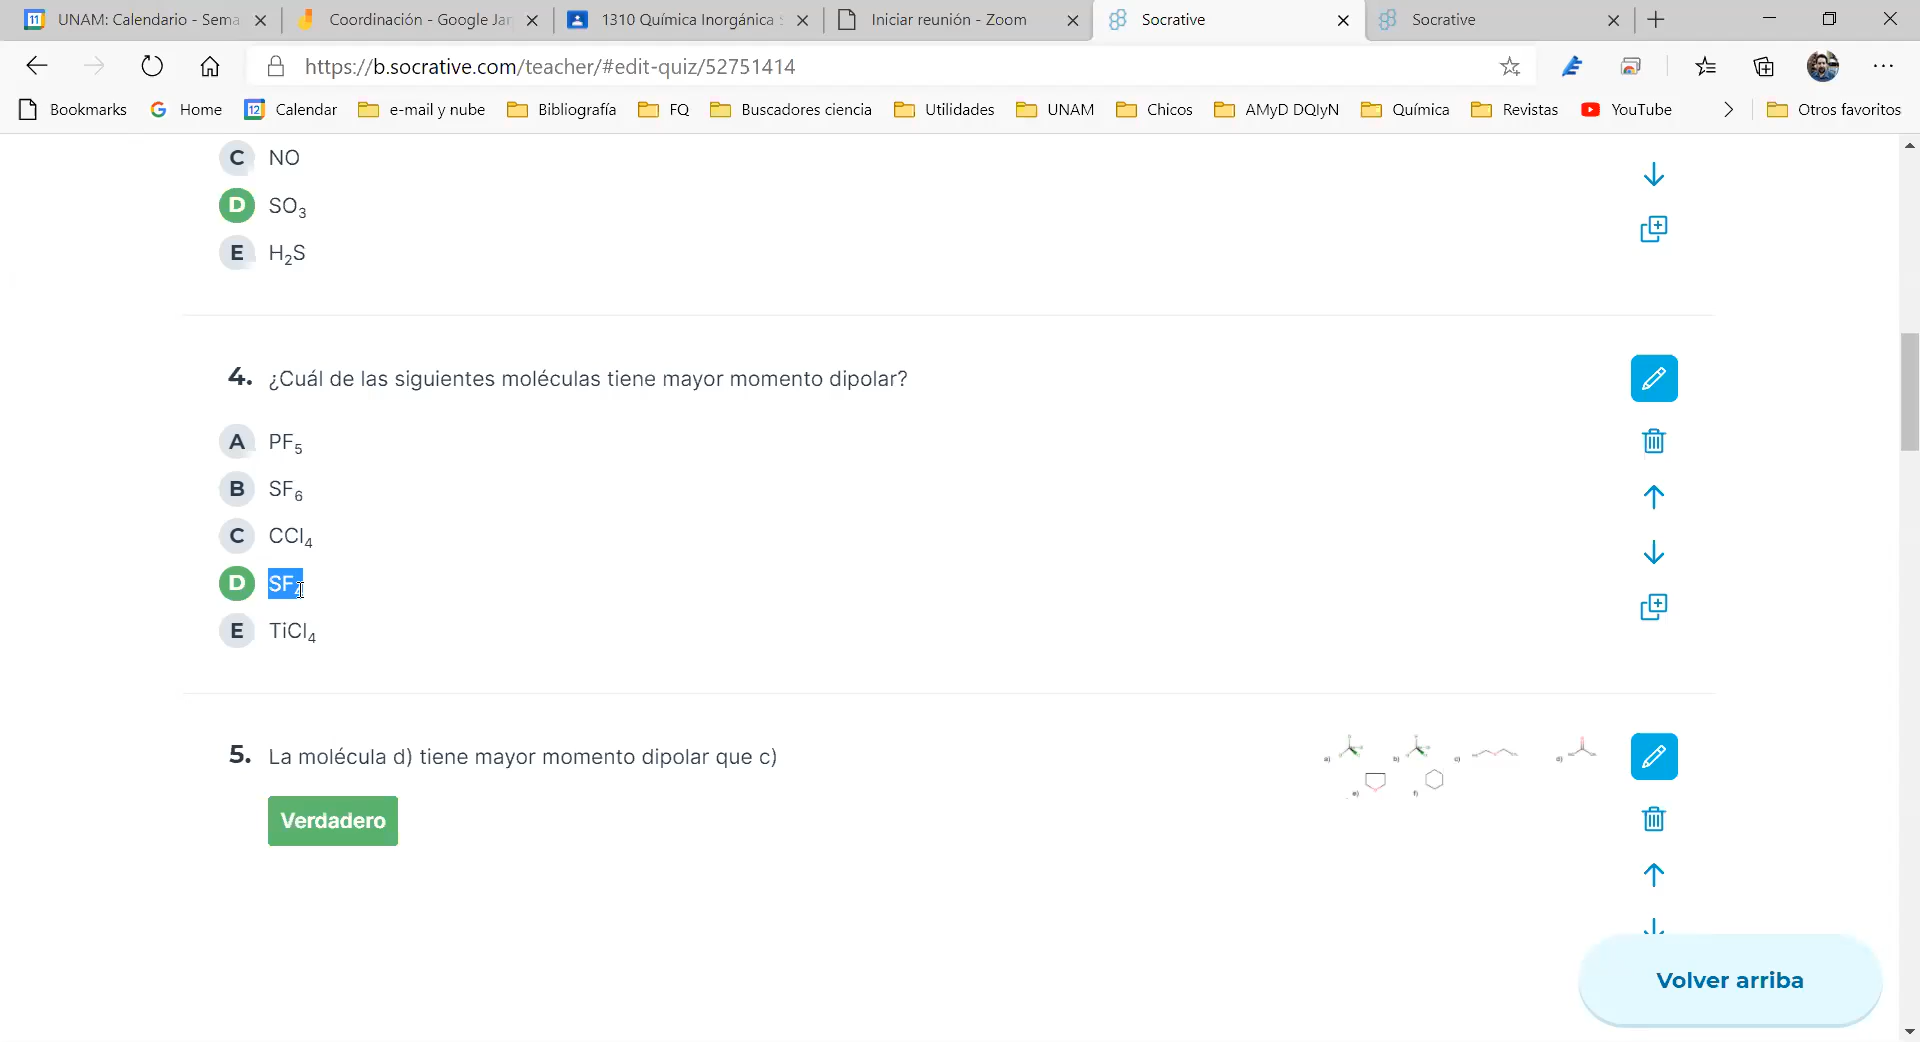 UNAM: Calendario - Sema
Coordinación - Google Jan
1310 Química Inorgánica
Iniciar reunión - Zoom
Socrative
Socrative
https://b.socrative.com/teacher/#edit-quiz/52751414
Bookmarks
Home
Calendar
e-mail y nube
Bibliografía
FQ
Buscadores ciencia
Utilidades
UNAM
Chicos
AMyD DQIyN
Química
Revistas
YouTube
Otros favoritos
C NO
D SO₃
E H₂S
4. ¿Cuál de las siguientes moléculas tiene mayor momento dipolar?
A PF₅
B SF₆
C CCl₄
D SF₄
E TiCl₄
5. La molécula d) tiene mayor momento dipolar que c)
a) b) c) d)
e) f)
Verdadero
Volver arriba